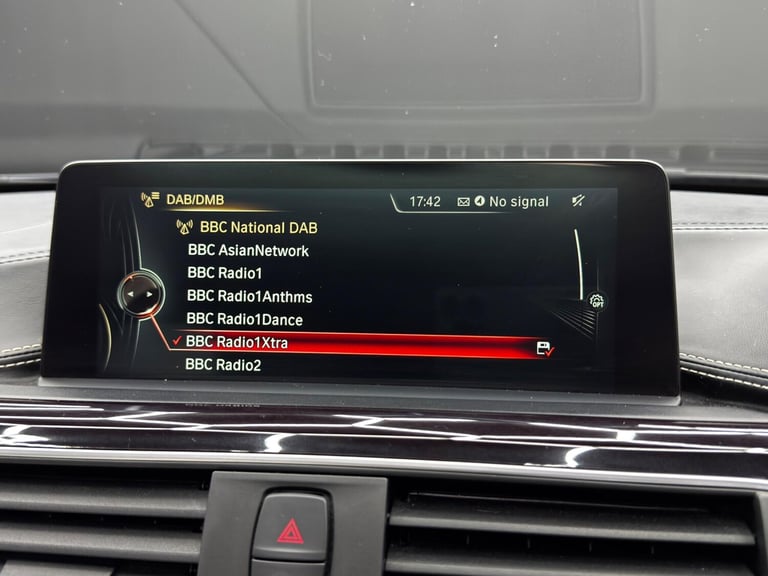 DAB/DMB 17:42 No signal
BBC National DAB
BBC AsianNetwork
BBC Radio1
BBC Radio1Anthms
BBC Radio1Dance
BBC Radio1Xtra
BBC Radio2
OPT